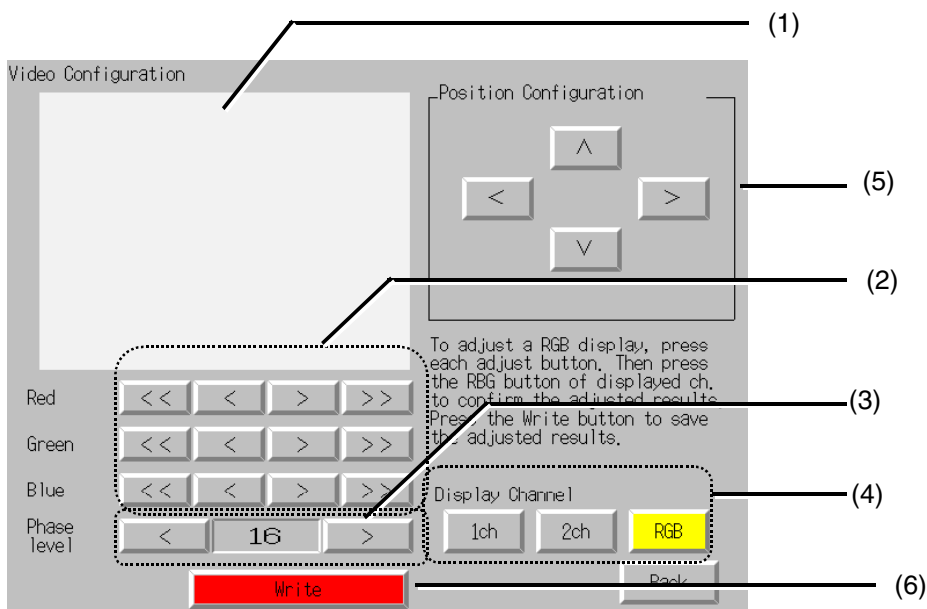 (1)
Video Configuration
Position Configuration
∧
< >
(5)
∨
(2)
To adjust a RGB display, press
each adjust button. Then press
the RBG button of displayed ch.
to confirm the adjusted results.
Press the Write button to save
the adjusted results.
Red << < > >>
(3)
Green << < > >>
Blue << < > >>
Display Channel
(4)
Phase
level < 16 >
1ch 2ch RGB
Write
Back
(6)